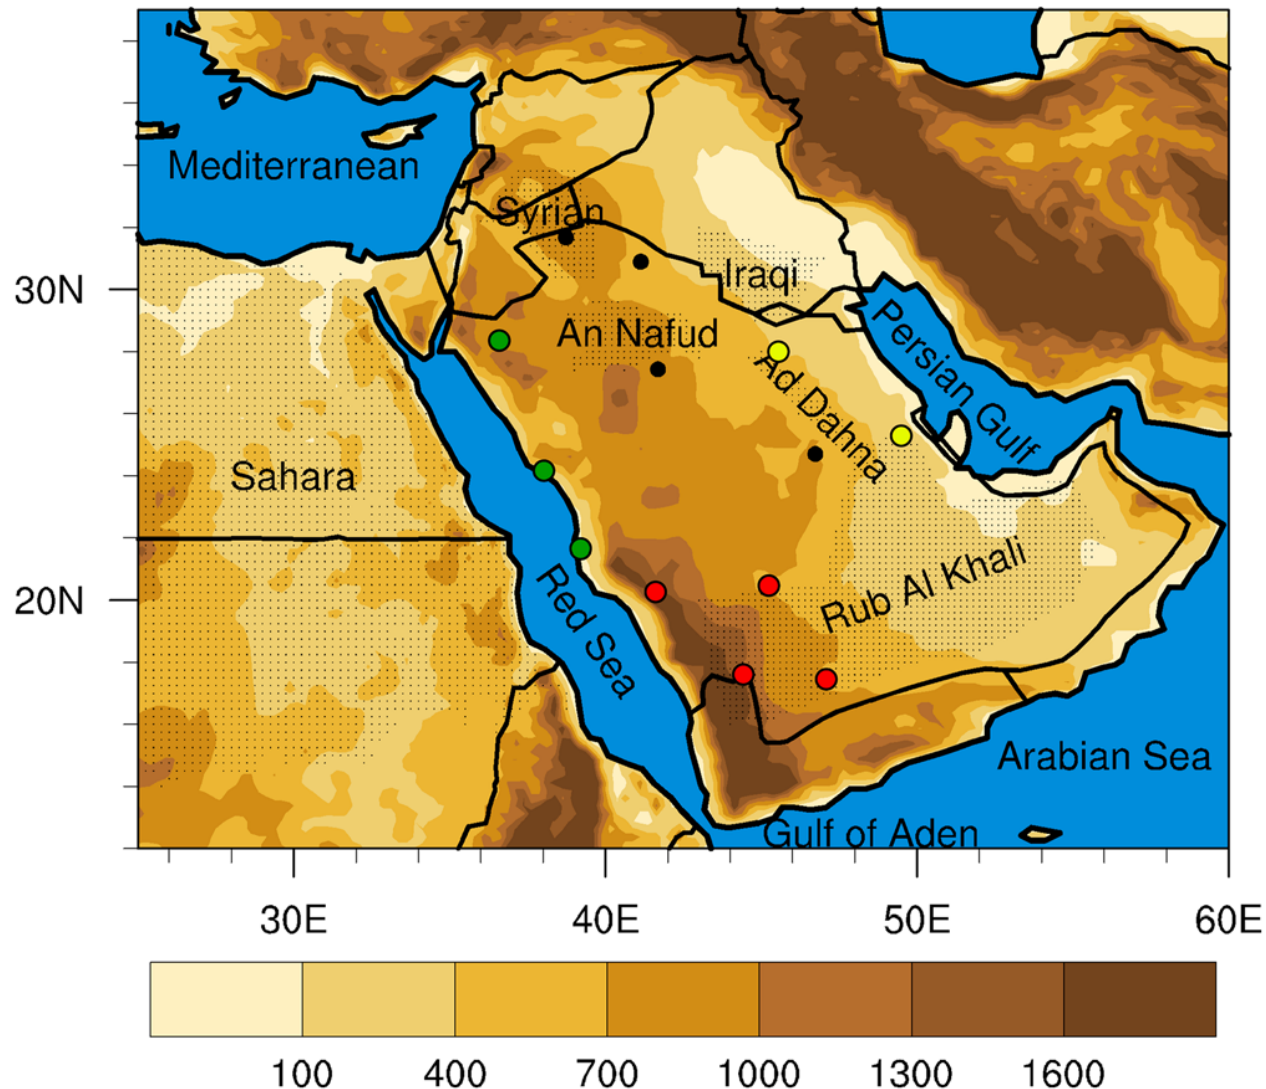 Mediterranean
Syrian
Iraqi
30N
An Nafud
Persian Gulf
Ad Dahna
Sahara
20N
Rub Al Khali
Red Sea
Arabian Sea
Gulf of Aden
30E 40E 50E 60E
100 400 700 1000 1300 1600